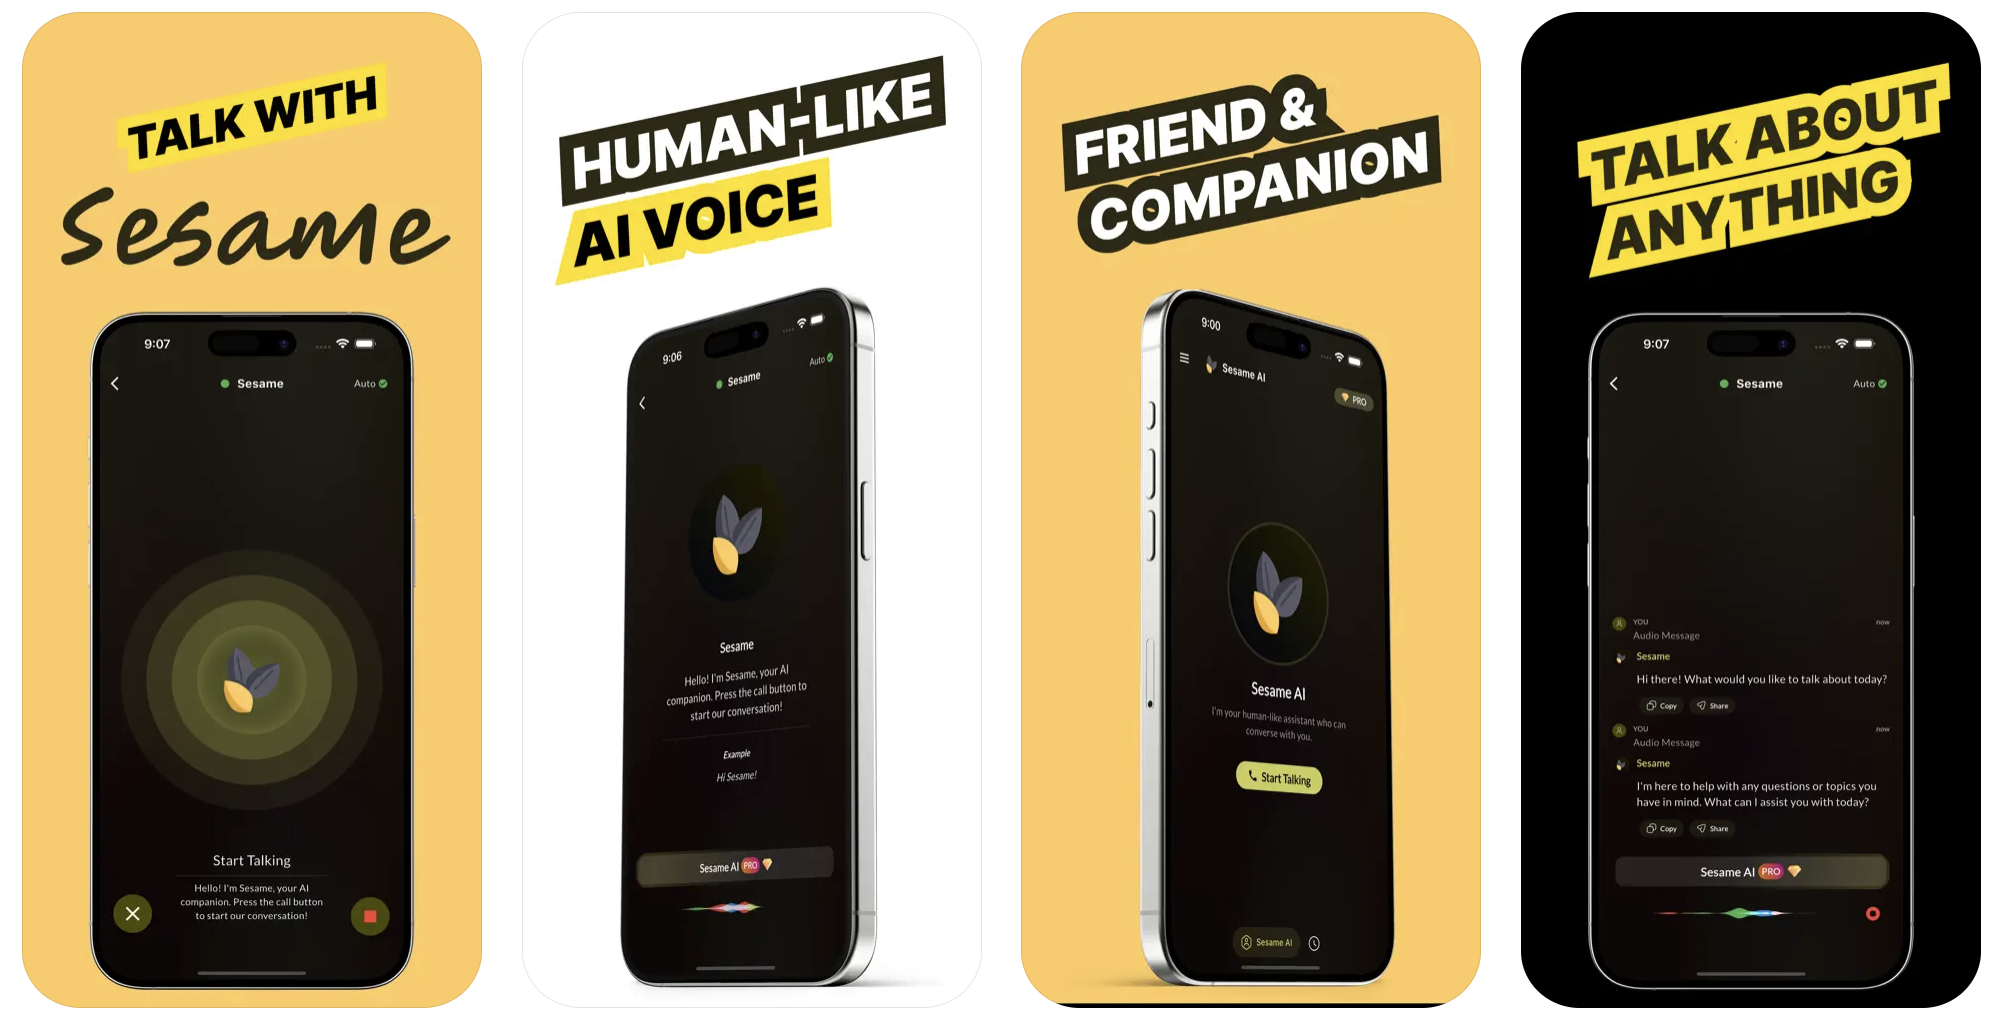 TALK WITH
Sesame
9:07
Sesame
Auto
Start Talking
Hello! I'm Sesame, your AI
companion. Press the call button
to start our conversation!
HUMAN-LIKE
AI VOICE
9:06
Sesame
Auto
Sesame
Hello! I'm Sesame, your AI
companion. Press the call button to
start our conversation!
Example
Hi Sesame!
Sesame AI PRO
FRIEND &
COMPANION
9:00
Sesame AI
PRO
Sesame AI
I'm your human-like assistant who can
converse with you.
Start Talking
Sesame AI
TALK ABOUT
ANYTHING
9:07
Sesame
Auto
YOU
now
Audio Message
Sesame
Hi there! What would you like to talk about today?
Copy
Share
YOU
now
Audio Message
Sesame
I'm here to help with any questions or topics you
have in mind. What can I assist you with today?
Copy
Share
Sesame AI PRO